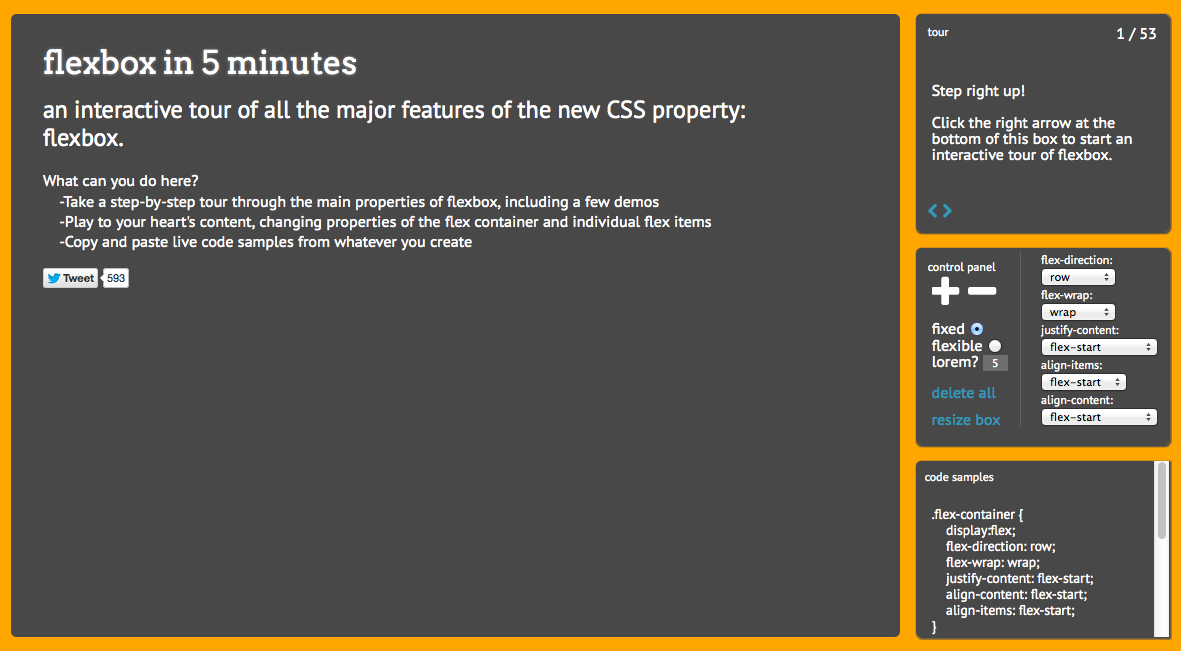 flexbox in 5 minutes
an interactive tour of all the major features of the new CSS property:
flexbox.
What can you do here?
-Take a step-by-step tour through the main properties of flexbox, including a few demos
-Play to your heart's content, changing properties of the flex container and individual flex items
-Copy and paste live code samples from whatever you create
Tweet 593
tour 1 / 53
Step right up!
Click the right arrow at the
bottom of this box to start an
interactive tour of flexbox.
control panel
fixed
flexible
lorem? 5
delete all
resize box
flex-direction:
row
flex-wrap:
wrap
justify-content:
flex-start
align-items:
flex-start
align-content:
flex-start
code samples
.flex-container {
display:flex;
flex-direction: row;
flex-wrap: wrap;
justify-content: flex-start;
align-content: flex-start;
align-items: flex-start;
}